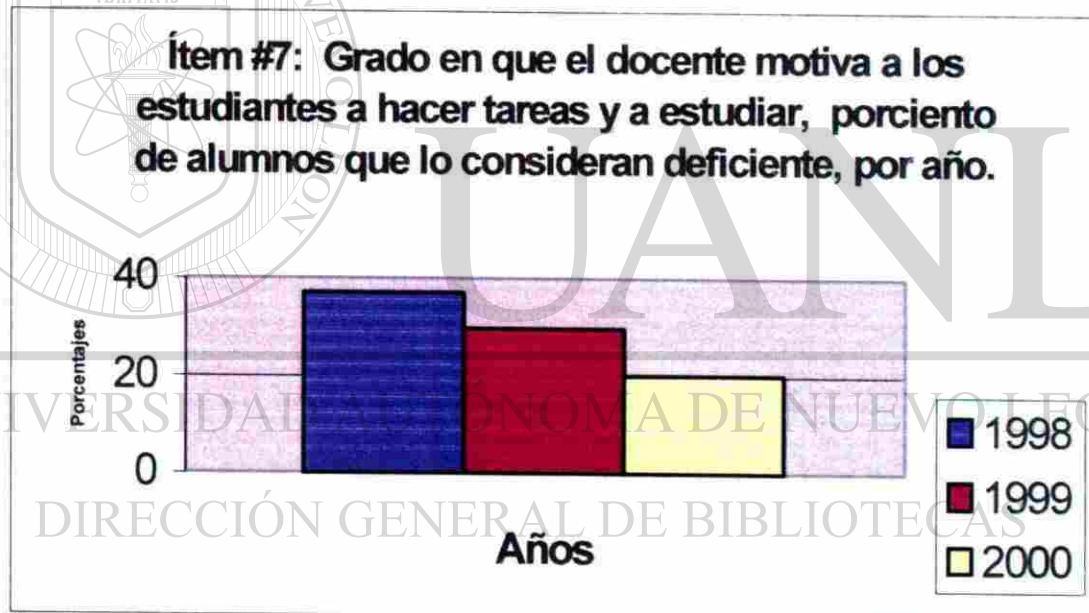 Ítem #7: Grado en que el docente motiva a los
estudiantes a hacer tareas y a estudiar, porciento
de alumnos que lo consideran deficiente, por año.
UANL
40
20
0
Porcentajes
IVERSIDAD AUTÓNOMA DE NUEVO LEÓ
1998
1999
2000
DIRECCIÓN GENERAL DE BIBLIOTECAS
Años